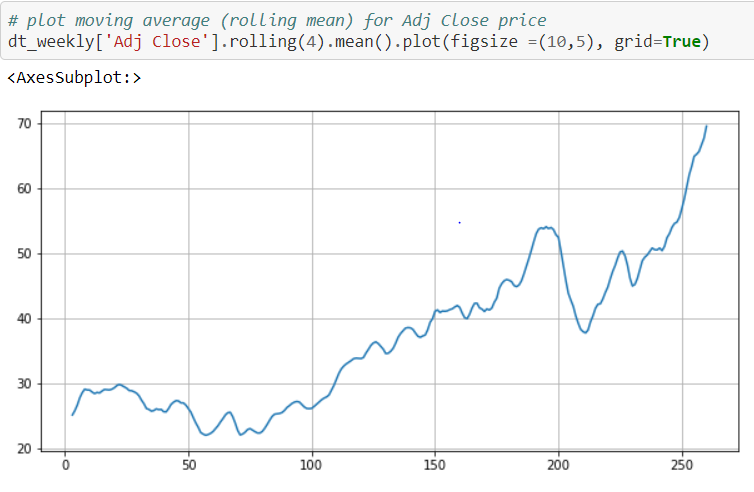 # plot moving average (rolling mean) for Adj Close price
dt_weekly['Adj Close'].rolling(4).mean().plot(figsize =(10,5), grid=True)
<AxesSubplot:>
70
60
50
40
30
20
0 50 100 150 200 250